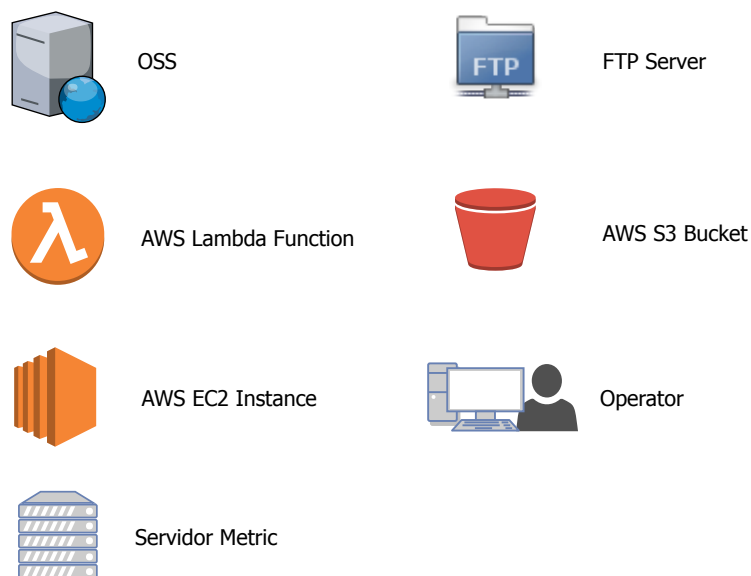 OSS
FTP
FTP Server
AWS Lambda Function
AWS S3 Bucket
AWS EC2 Instance
Operator
Servidor Metric